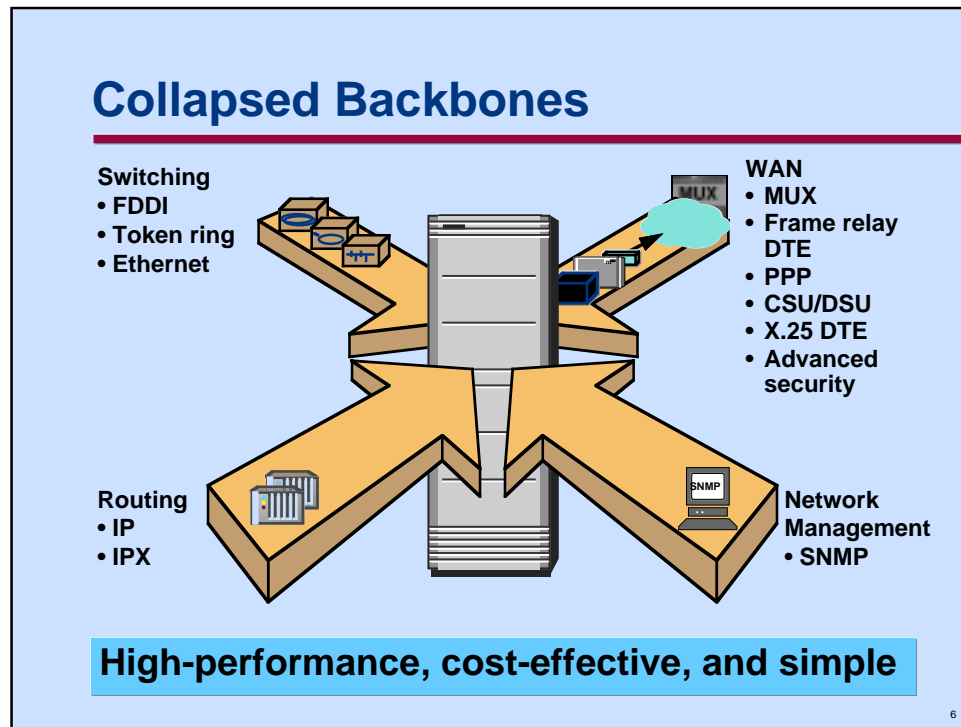 Collapsed Backbones
Switching
• FDDI
• Token ring
• Ethernet
WAN
• MUX
• Frame relay
DTE
• PPP
• CSU/DSU
• X.25 DTE
• Advanced
security
MUX
Routing
• IP
• IPX
SNMP
Network
Management
• SNMP
High-performance, cost-effective, and simple
6